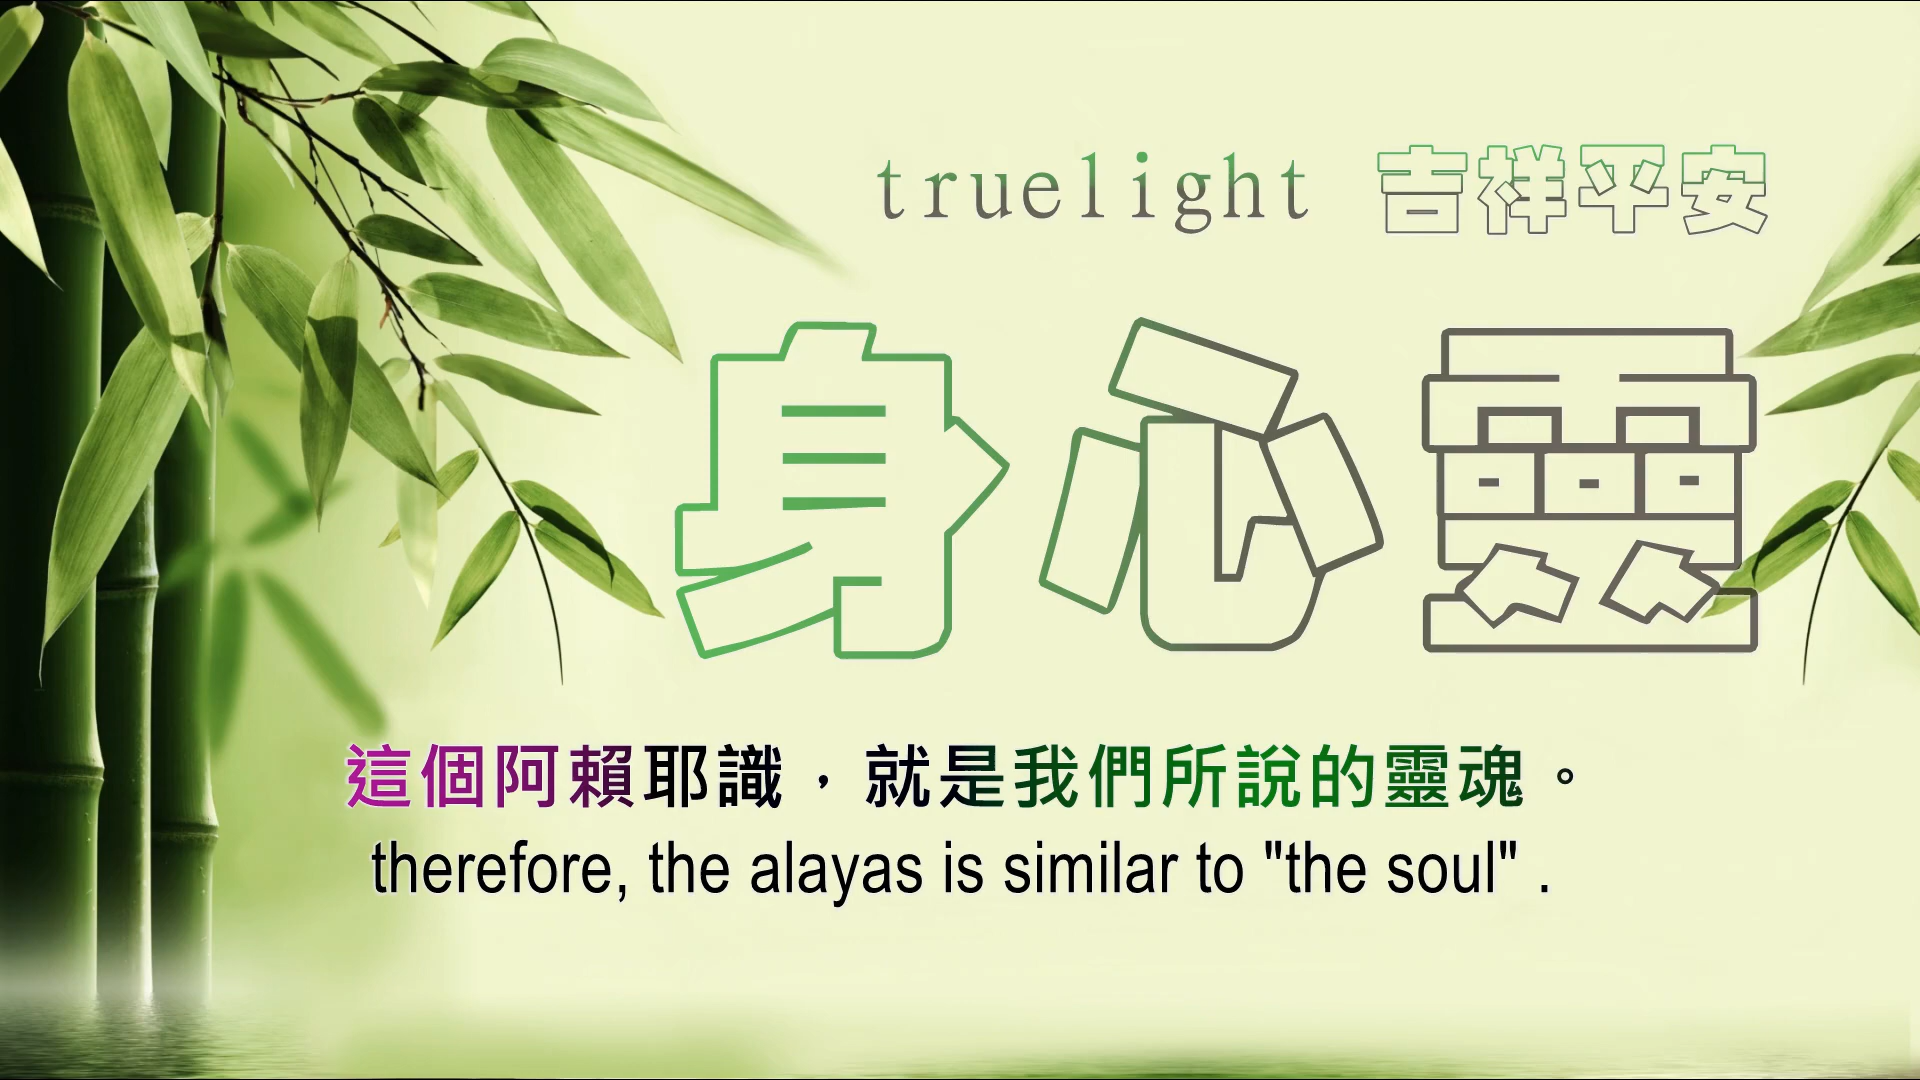 truelight 吉祥平安
身心靈
這個阿賴耶識，就是我們所說的靈魂。
therefore, the alayas is similar to "the soul" .